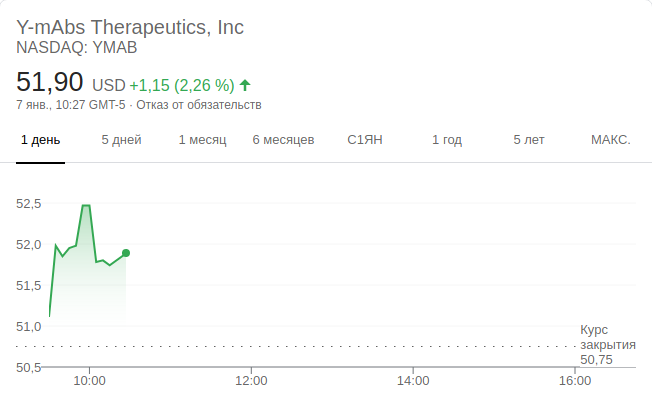 Y-mAbs Therapeutics, Inc
NASDAQ: YMAB
51,90 USD +1,15 (2,26 %)
7 янв., 10:27 GMT-5 · Отказ от обязательств
1 день 5 дней 1 месяц 6 месяцев С1ЯН 1 год 5 лет МАКС.
52,5
52,0
51,5
51,0
Курс
закрытия
50,75
50,5
10:00 12:00 14:00 16:00